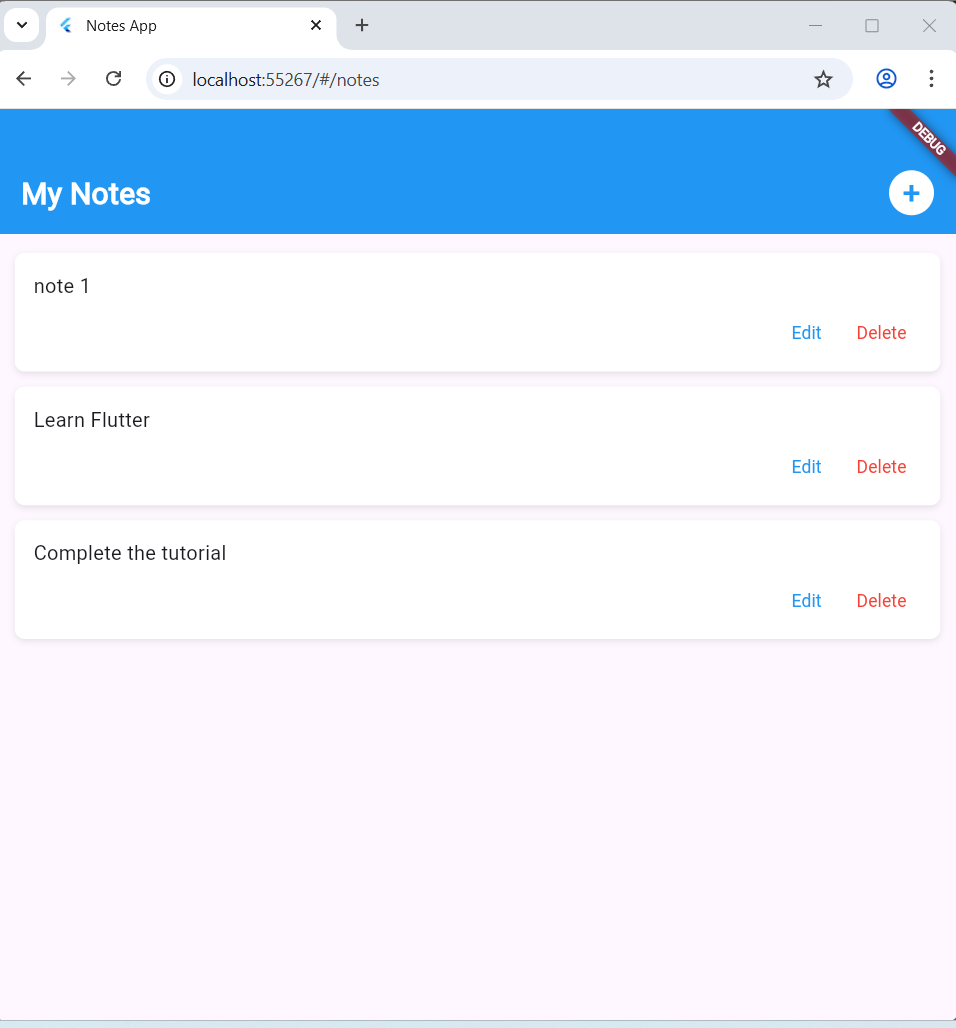 Notes App
localhost:55267/#/notes
DEBUG
My Notes
note 1
Edit Delete
Learn Flutter
Edit Delete
Complete the tutorial
Edit Delete